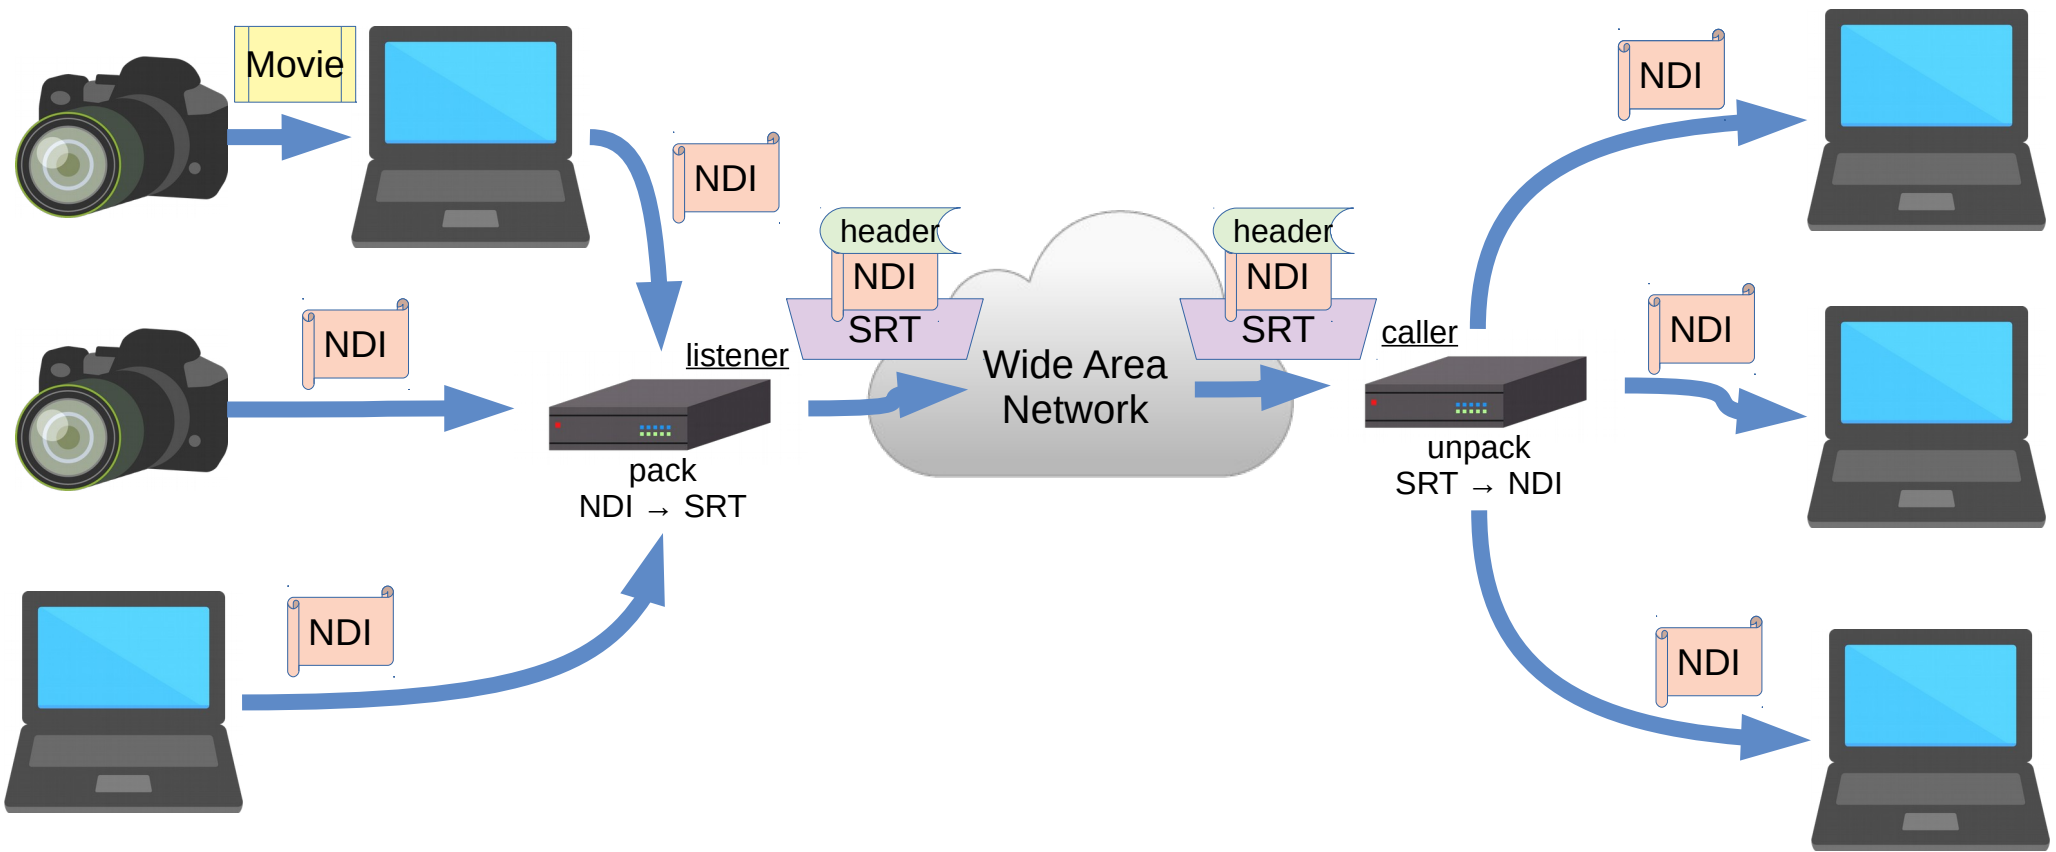 Movie
NDI
NDI
NDI
listener
pack
NDI → SRT
header
NDI
SRT
Wide Area
Network
header
NDI
SRT
caller
unpack
SRT → NDI
NDI
NDI
NDI